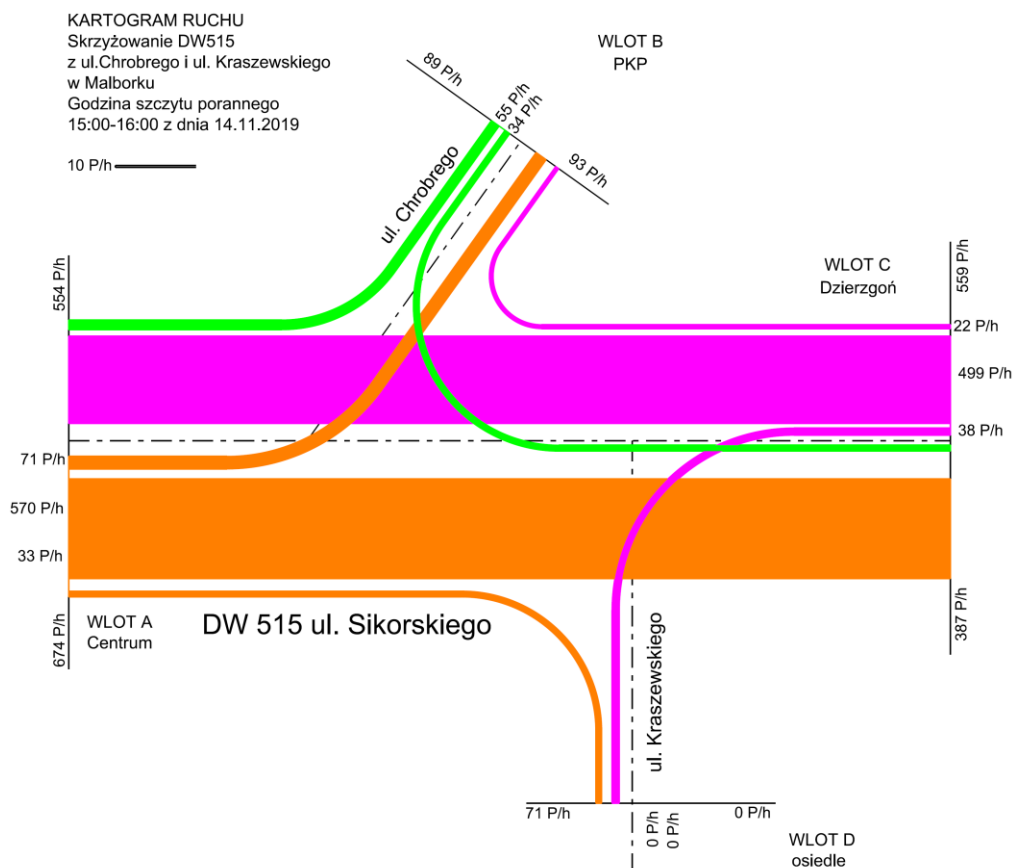 KARTOGRAM RUCHU
Skrzyżowanie DW515
z ul.Chrobrego i ul. Kraszewskiego
w Malborku
Godzina szczytu porannego
15:00-16:00 z dnia 14.11.2019
10 P/h
WLOT B
PKP
89 P/h
55 P/h
34 P/h
93 P/h
ul. Chrobrego
554 P/h
WLOT C
Dzierzgoń
559 P/h
22 P/h
499 P/h
38 P/h
71 P/h
570 P/h
33 P/h
674 P/h
WLOT A
Centrum
DW 515 ul. Sikorskiego
387 P/h
ul. Kraszewskiego
71 P/h
0 P/h
0 P/h
0 P/h
WLOT D
osiedle